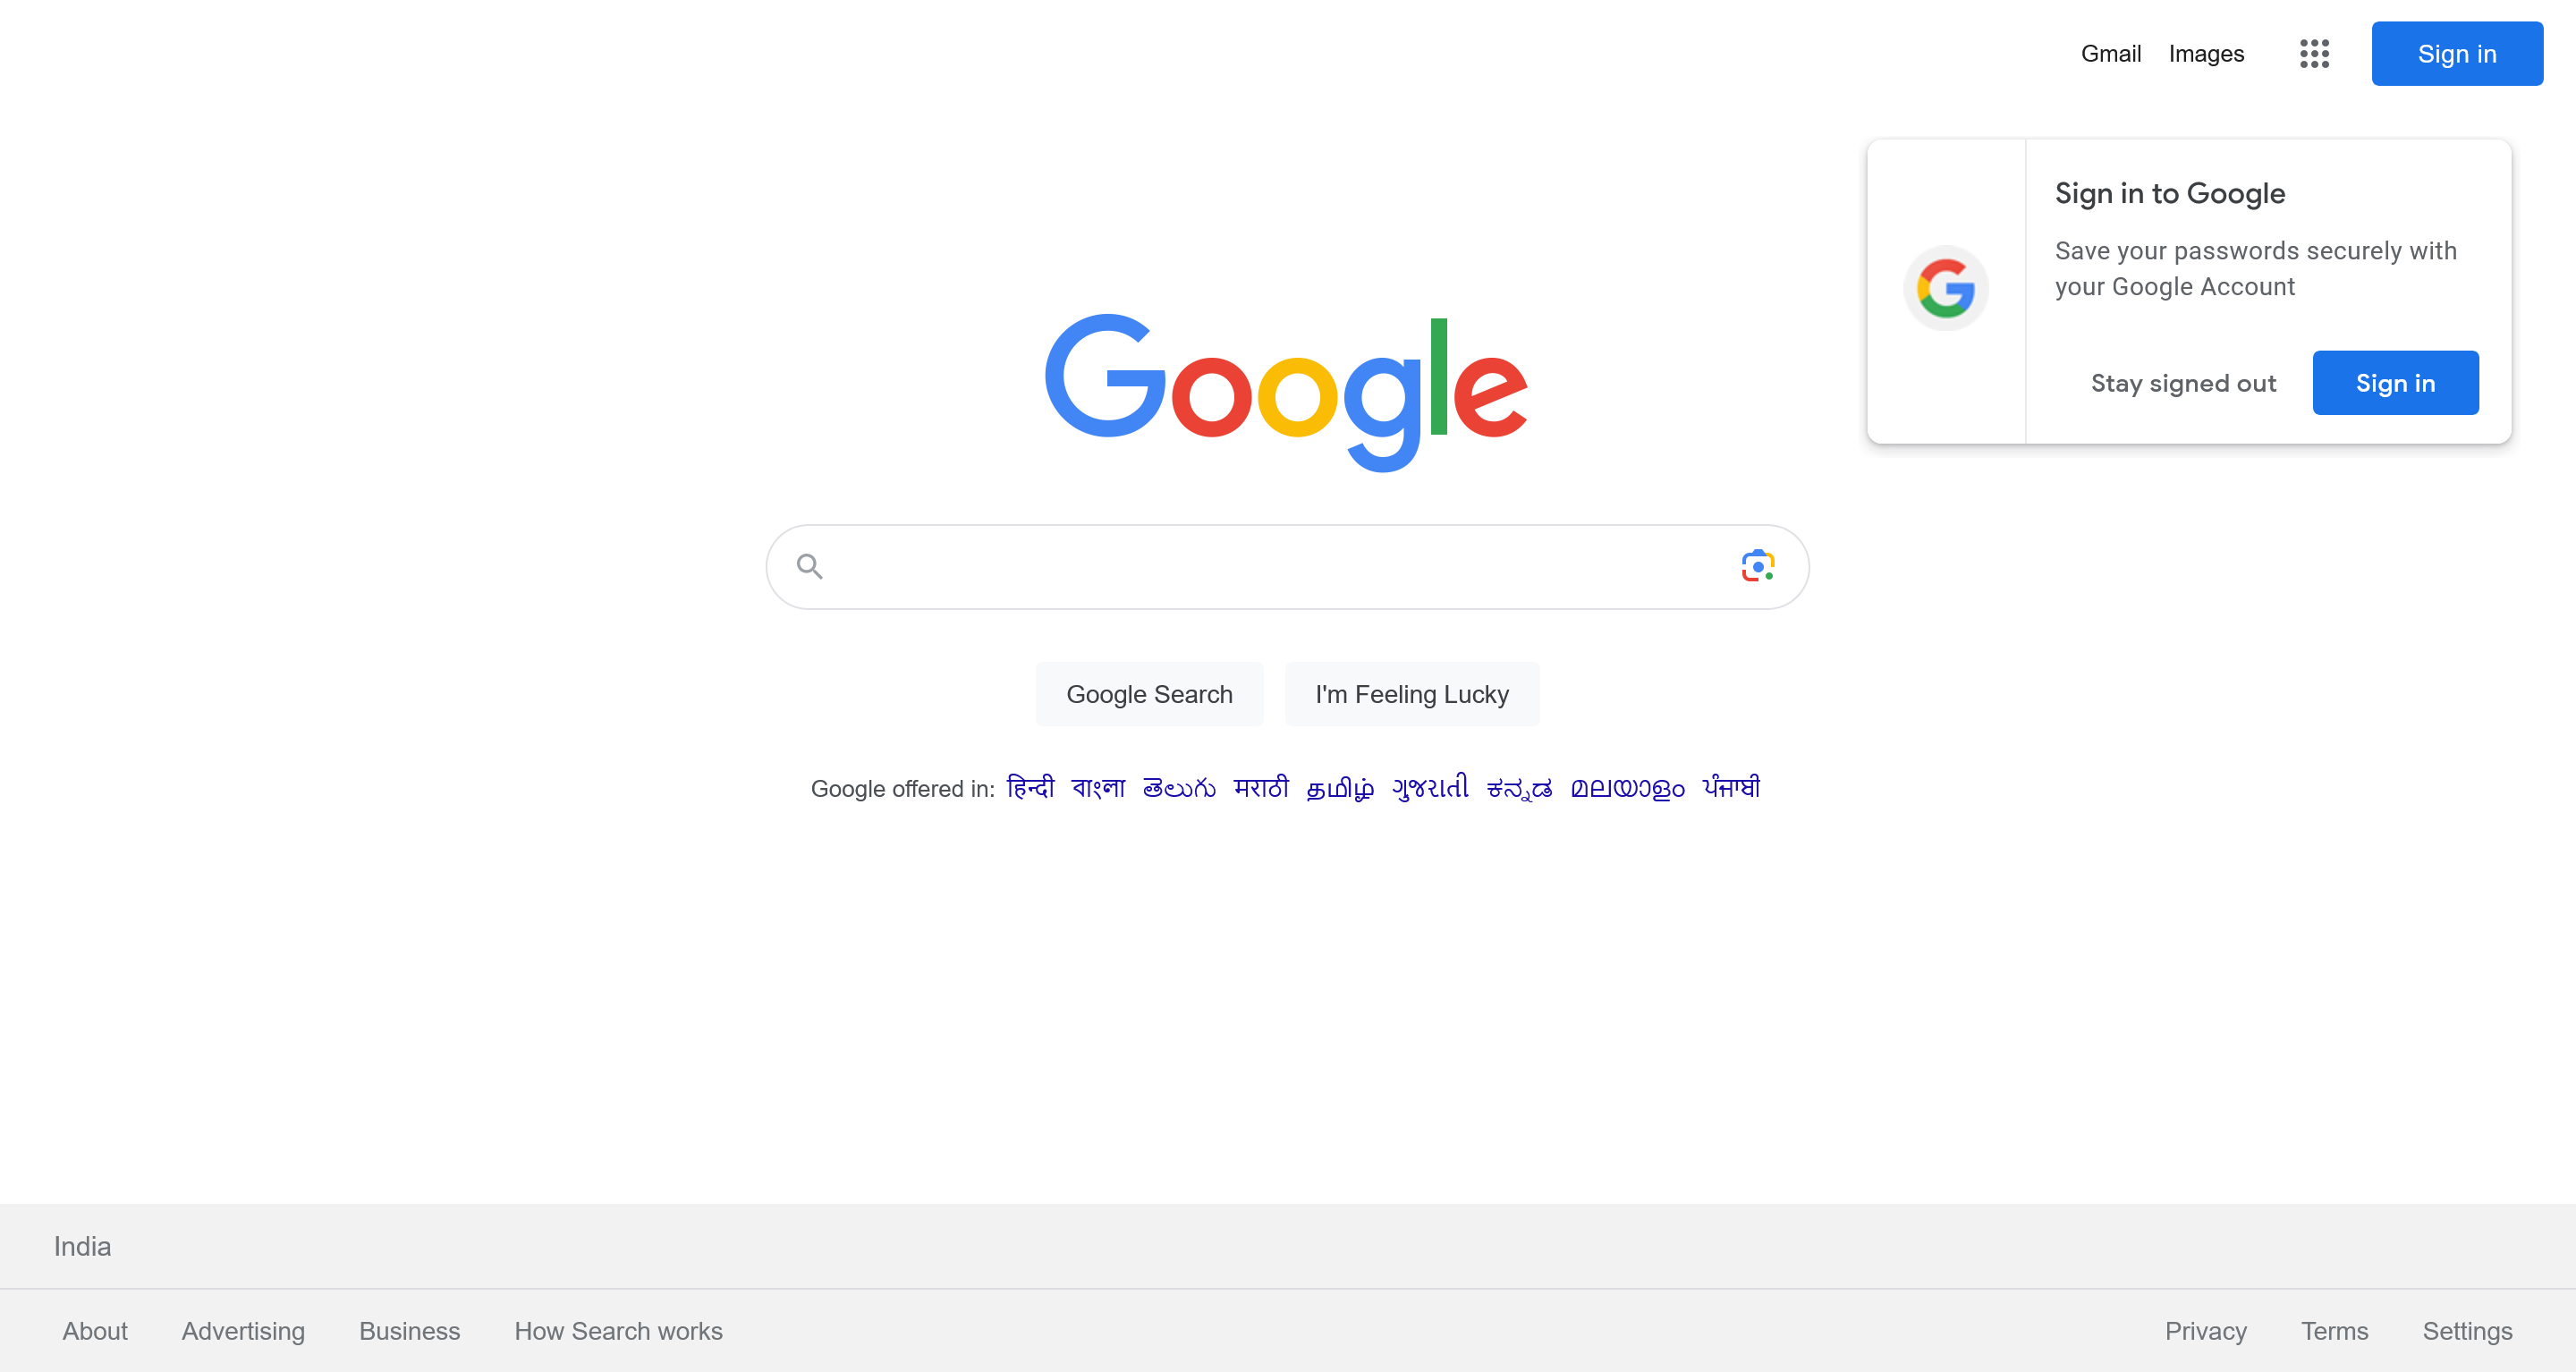 Gmail Images Sign in
Sign in to Google
Save your passwords securely with
your Google Account
Stay signed out Sign in
Google
Google Search I'm Feeling Lucky
Google offered in: हिन्दी বাংলা తెలుగు मराठी தமிழ் ગુજરાતી ಕನ್ನಡ മലയാളം ਪੰਜਾਬੀ
India
About Advertising Business How Search works Privacy Terms Settings